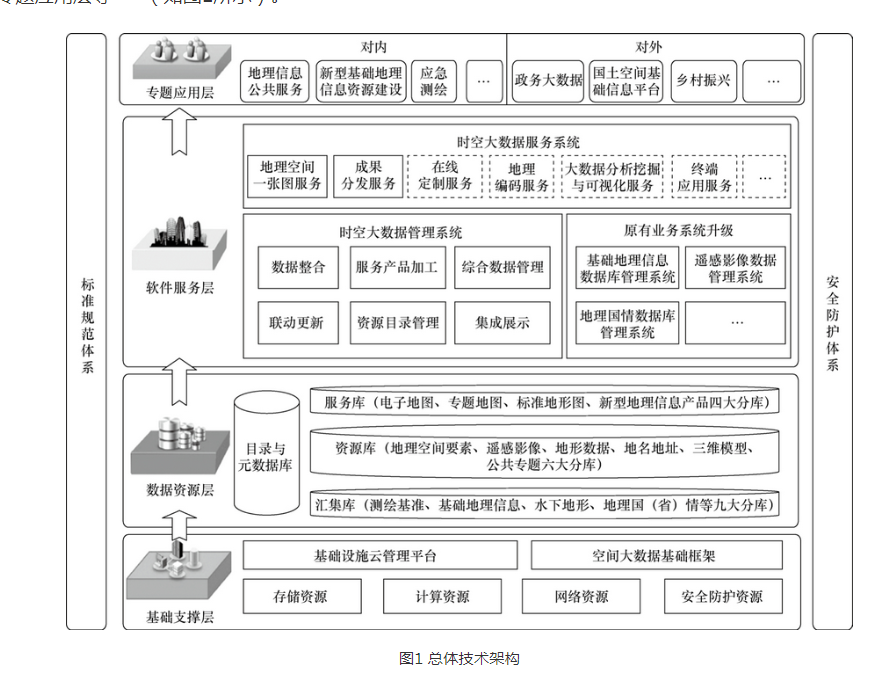 专题应用层等
对内
对外
地理信息
公共服务
新型基础地理
信息资源建设
应急
测绘
…
政务大数据
国土空间基
础信息平台
乡村振兴
…
专题应用层
时空大数据服务系统
地理空间
一张图服务
成果
分发服务
在线
定制服务
地理
编码服务
大数据分析挖掘
与可视化服务
终端
应用服务
…
软件服务层
时空大数据管理系统
数据整合
服务产品加工
综合数据管理
联动更新
资源目录管理
集成展示
原有业务系统升级
基础地理信息
数据库管理系统
遥感影像数据
管理系统
地理国情数据库
管理系统
…
标准规范体系
安全防护体系
数据资源层
目录与
元数据库
服务库（电子地图、专题地图、标准地形图、新型地理信息产品四大分库）
资源库（地理空间要素、遥感影像、地形数据、地名地址、三维模型、
公共专题六大分库）
汇集库（测绘基准、基础地理信息、水下地形、地理国（省）情等九大分库）
基础支撑层
基础设施云管理平台
空间大数据基础框架
存储资源
计算资源
网络资源
安全防护资源
图1 总体技术架构